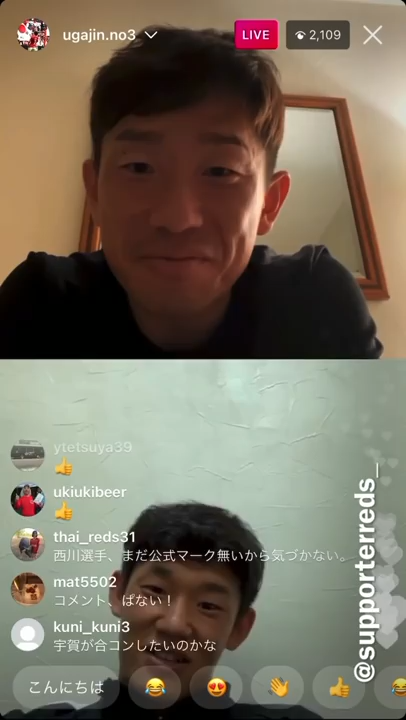 ugajin.no3
LIVE
2,109
ytetsuya39
ukiukibeer
thai_reds31
西川選手、まだ公式マーク無いから気づかない。
mat5502
コメント、ぱない！
kuni_kuni3
宇賀が合コンしたいのかな
こんにちは
@supporterreds_